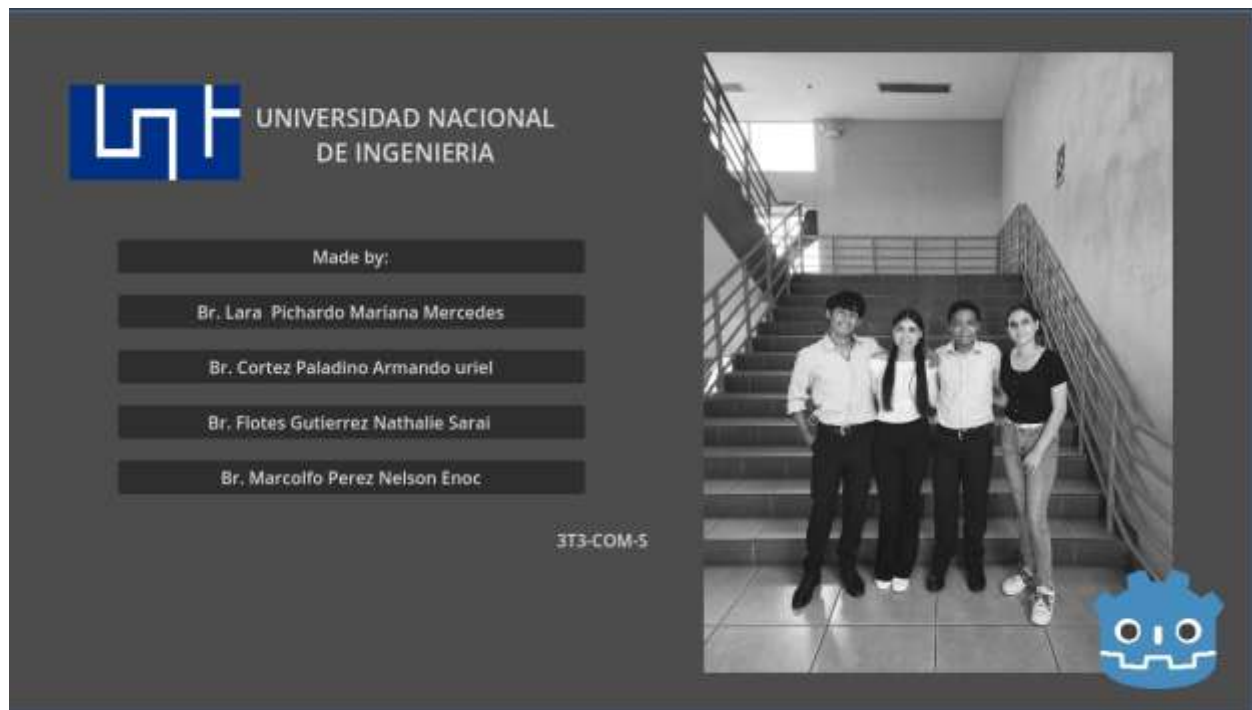 UNIVERSIDAD NACIONAL
DE INGENIERIA
Made by:
Br. Lara Pichardo Mariana Mercedes
Br. Cortez Paladino Armando uriel
Br. Flotes Gutierrez Nathalie Sarai
Br. Marcolfo Perez Nelson Enoc
3T3-COM-S